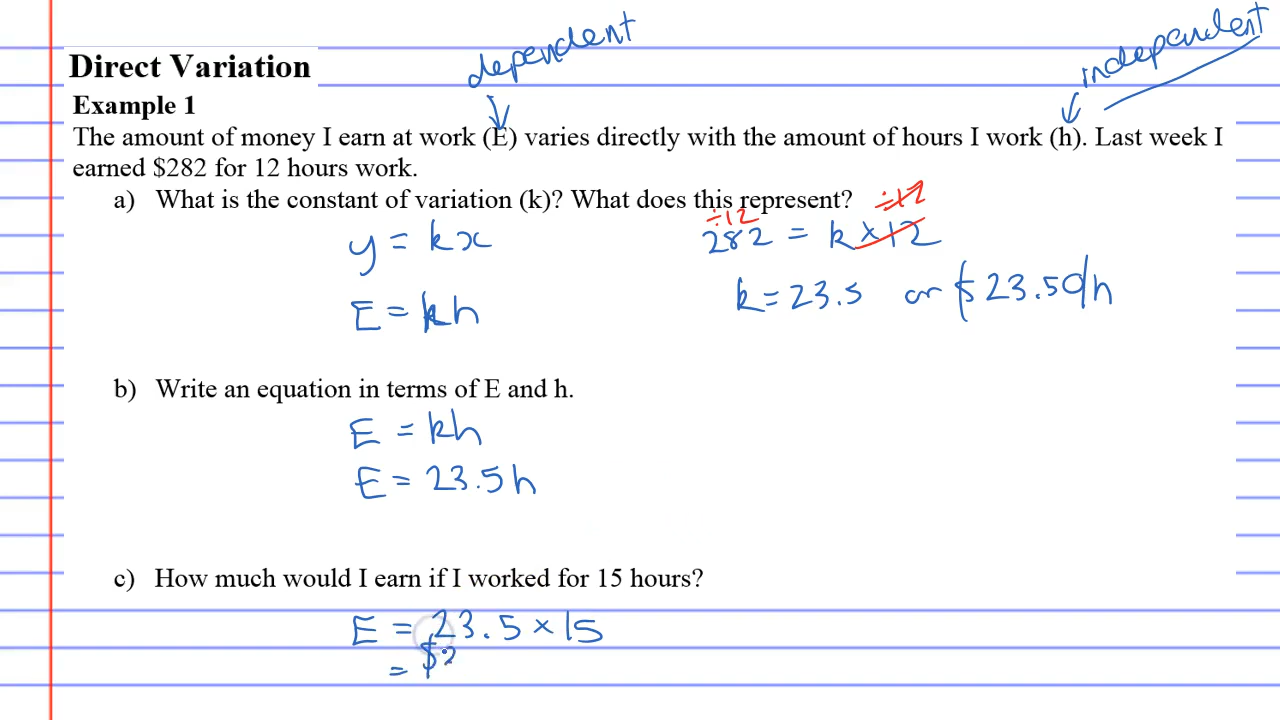 dependent
independent
Direct Variation
Example 1
The amount of money I earn at work (E) varies directly with the amount of hours I work (h). Last week I
earned $282 for 12 hours work.
a) What is the constant of variation (k)? What does this represent?
÷12 ÷12
y = kx
282 = k × 12
E = kh
k = 23.5 or $23.50/h
b) Write an equation in terms of E and h.
E = kh
E = 23.5h
c) How much would I earn if I worked for 15 hours?
E = 23.5 × 15
= $